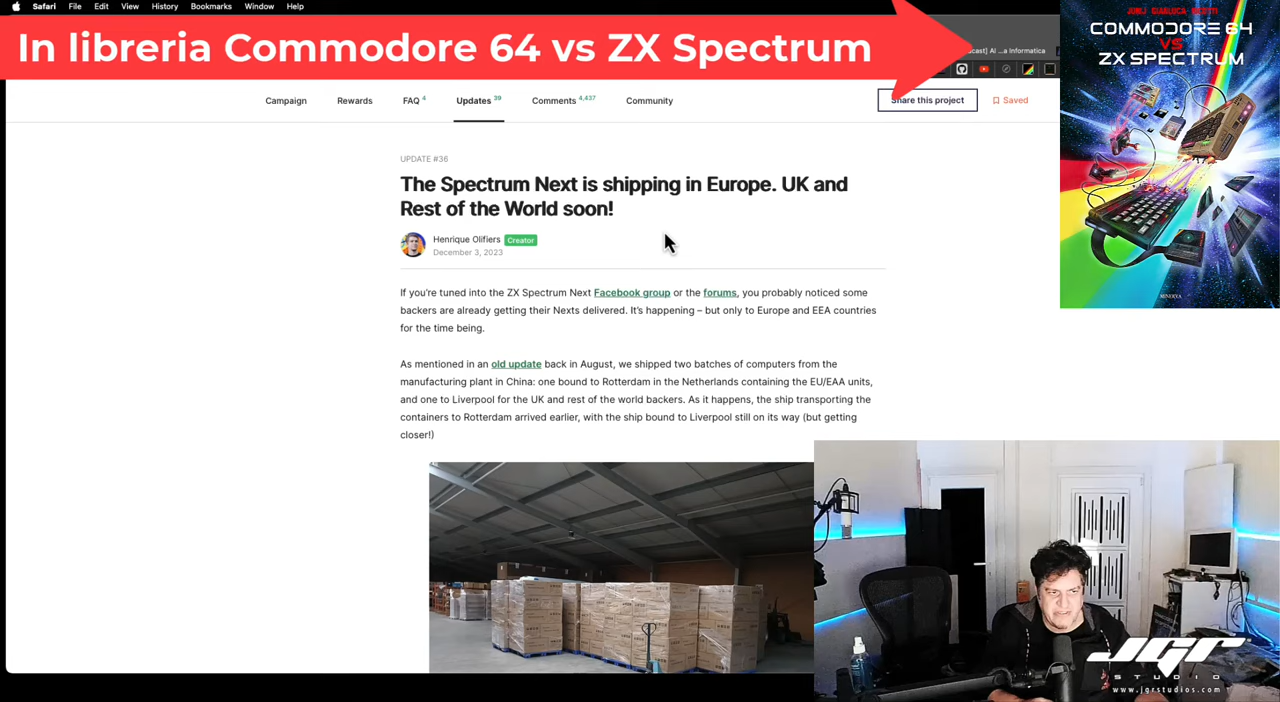 Safari File Edit View History Bookmarks Window Help
In libreria Commodore 64 vs ZX Spectrum
COMMODORE 64
VS
ZX SPECTRUM
MINERVA
Campaign Rewards FAQ 4 Updates 39 Comments 4,437 Community
Share this project
Saved
UPDATE #36
The Spectrum Next is shipping in Europe. UK and
Rest of the World soon!
Henrique Olifiers Creator
December 3, 2023
If you're tuned into the ZX Spectrum Next Facebook group or the forums, you probably noticed some
backers are already getting their Nexts delivered. It's happening – but only to Europe and EEA countries
for the time being.
As mentioned in an old update back in August, we shipped two batches of computers from the
manufacturing plant in China: one bound to Rotterdam in the Netherlands containing the EU/EAA units,
and one to Liverpool for the UK and rest of the world backers. As it happens, the ship transporting the
containers to Rotterdam arrived earlier, with the ship bound to Liverpool still on its way (but getting
closer!)
JGR
STUDIO
www.jgrstudios.com